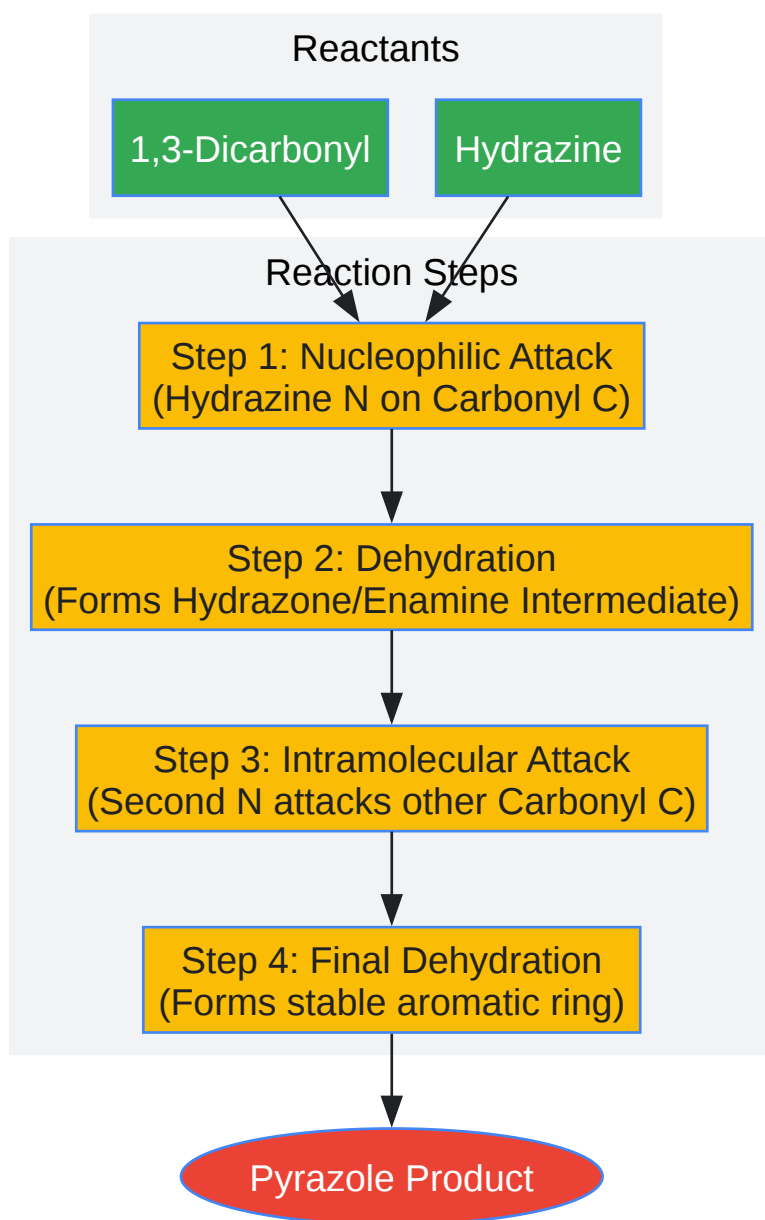 Reactants
1,3-Dicarbonyl
Hydrazine
Reaction Steps
Step 1: Nucleophilic Attack
(Hydrazine N on Carbonyl C)
Step 2: Dehydration
(Forms Hydrazone/Enamine Intermediate)
Step 3: Intramolecular Attack
(Second N attacks other Carbonyl C)
Step 4: Final Dehydration
(Forms stable aromatic ring)
Pyrazole Product